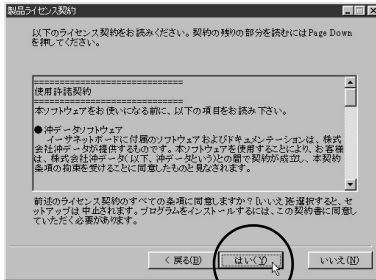 製品ライセンス契約
以下のライセンス契約をお読みください。契約の残りの部分を読むにはPage Down
を押してください。
================================
使用許諾契約
================================
本ソフトウェアをお使いになる前に、以下の項目をお読み下さい。
●沖データソフトウェア
イーサネットボードに付属のソフトウェアおよびドキュメンテーションは、株式
会社沖データが提供するものです。本ソフトウェアを使用することにより、お客様
は、株式会社沖データ(以下、沖データという)との間で契約が成立し、本契約
条項の拘束を受けることに同意したものと見なされます。
前述のライセンス契約のすべての条項に同意しますか？[いいえ]を選択すると、セ
ットアップは中止されます。プログラムをインストールするには、この契約書に同意し
ていただく必要があります。
< 戻る(B) はい(Y) いいえ(N)